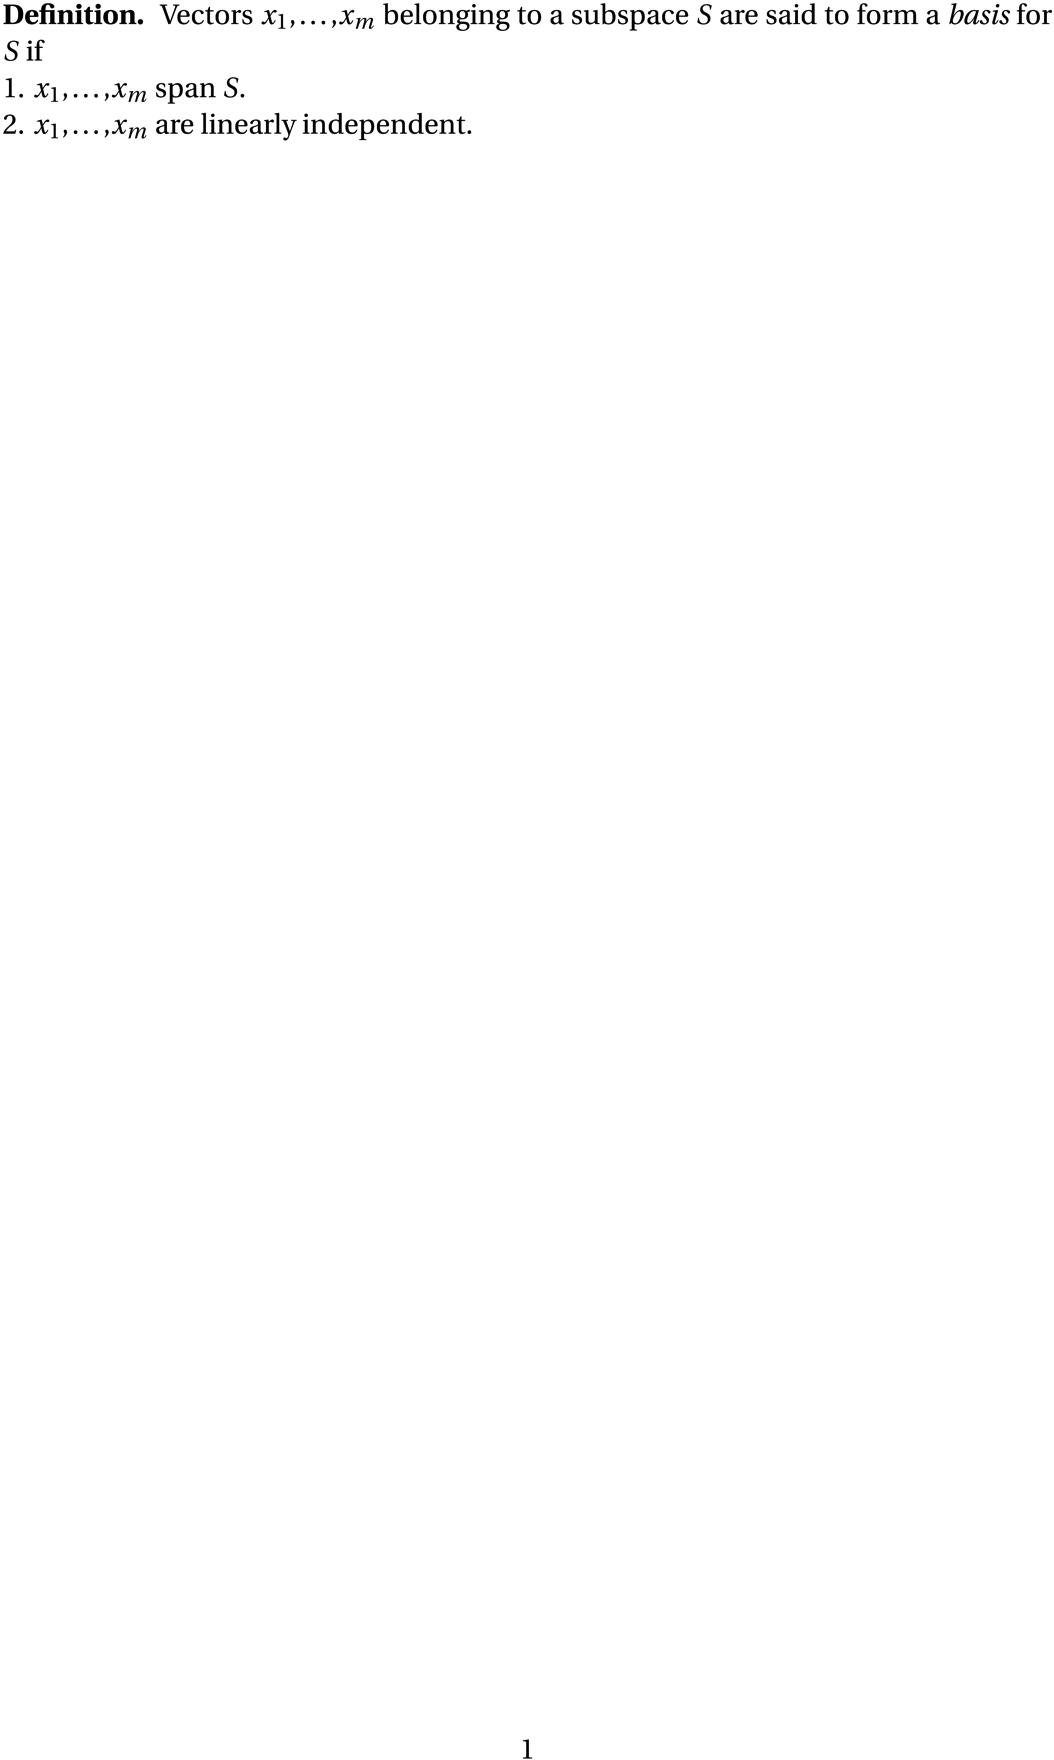 Definition. Vectors x₁,…,xₘ belonging to a subspace S are said to form a basis for
S if
1. x₁,…,xₘ span S.
2. x₁,…,xₘ are linearly independent.
1